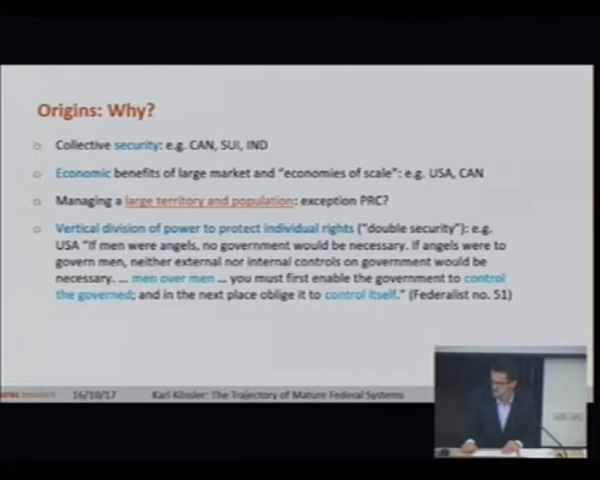 Origins: Why?
Collective security: e.g. CAN, SUI, IND
Economic benefits of large market and “economies of scale”: e.g. USA, CAN
Managing a large territory and population: exception PRC?
Vertical division of power to protect individual rights (“double security”): e.g.
USA “If men were angels, no government would be necessary. If angels were to
govern men, neither external nor internal controls on government would be
necessary. … men over men … you must first enable the government to control
the governed; and in the next place oblige it to control itself.” (Federalist no. 51)
research 16/10/17 Karl Kössler: The Trajectory of Mature Federal Systems